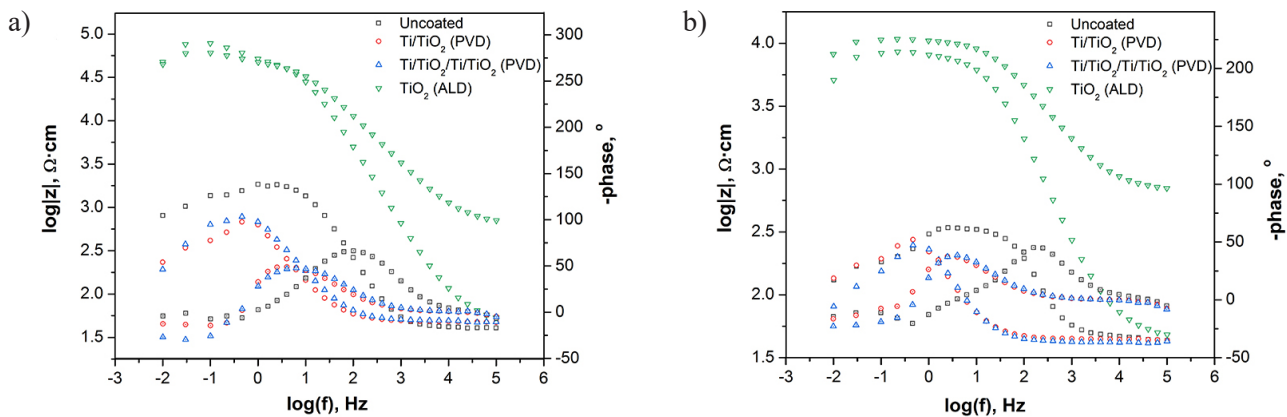 a)
Uncoated
Ti/TiO₂ (PVD)
Ti/TiO₂/Ti/TiO₂ (PVD)
TiO₂ (ALD)
log|z|, Ω·cm
5.0
4.5
4.0
3.5
3.0
2.5
2.0
1.5
300
250
200
150
100
50
0
-50
-phase, °
-3 -2 -1 0 1 2 3 4 5 6
log(f), Hz
b)
Uncoated
Ti/TiO₂ (PVD)
Ti/TiO₂/Ti/TiO₂ (PVD)
TiO₂ (ALD)
log|z|, Ω·cm
4.0
3.5
3.0
2.5
2.0
1.5
200
150
100
50
0
-50
-phase, °
-3 -2 -1 0 1 2 3 4 5 6
log(f), Hz